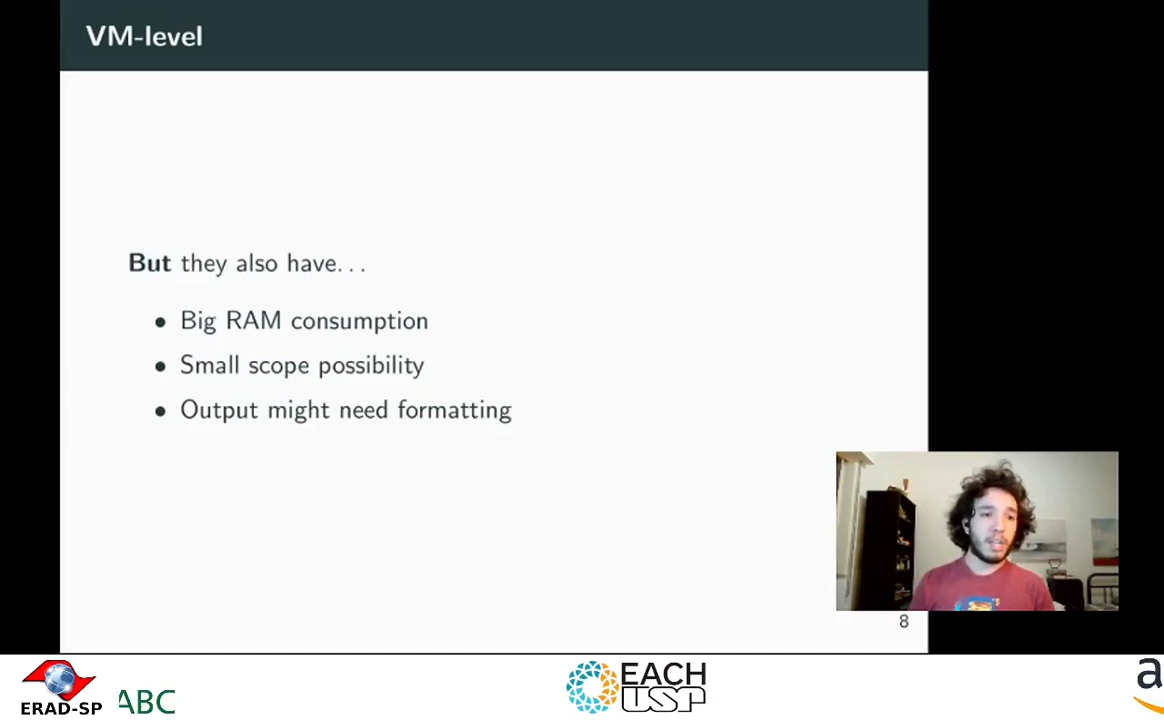 VM-level
But they also have...
• Big RAM consumption
• Small scope possibility
• Output might need formatting
8
ERAD-SP
ABC
EACH
USP
a